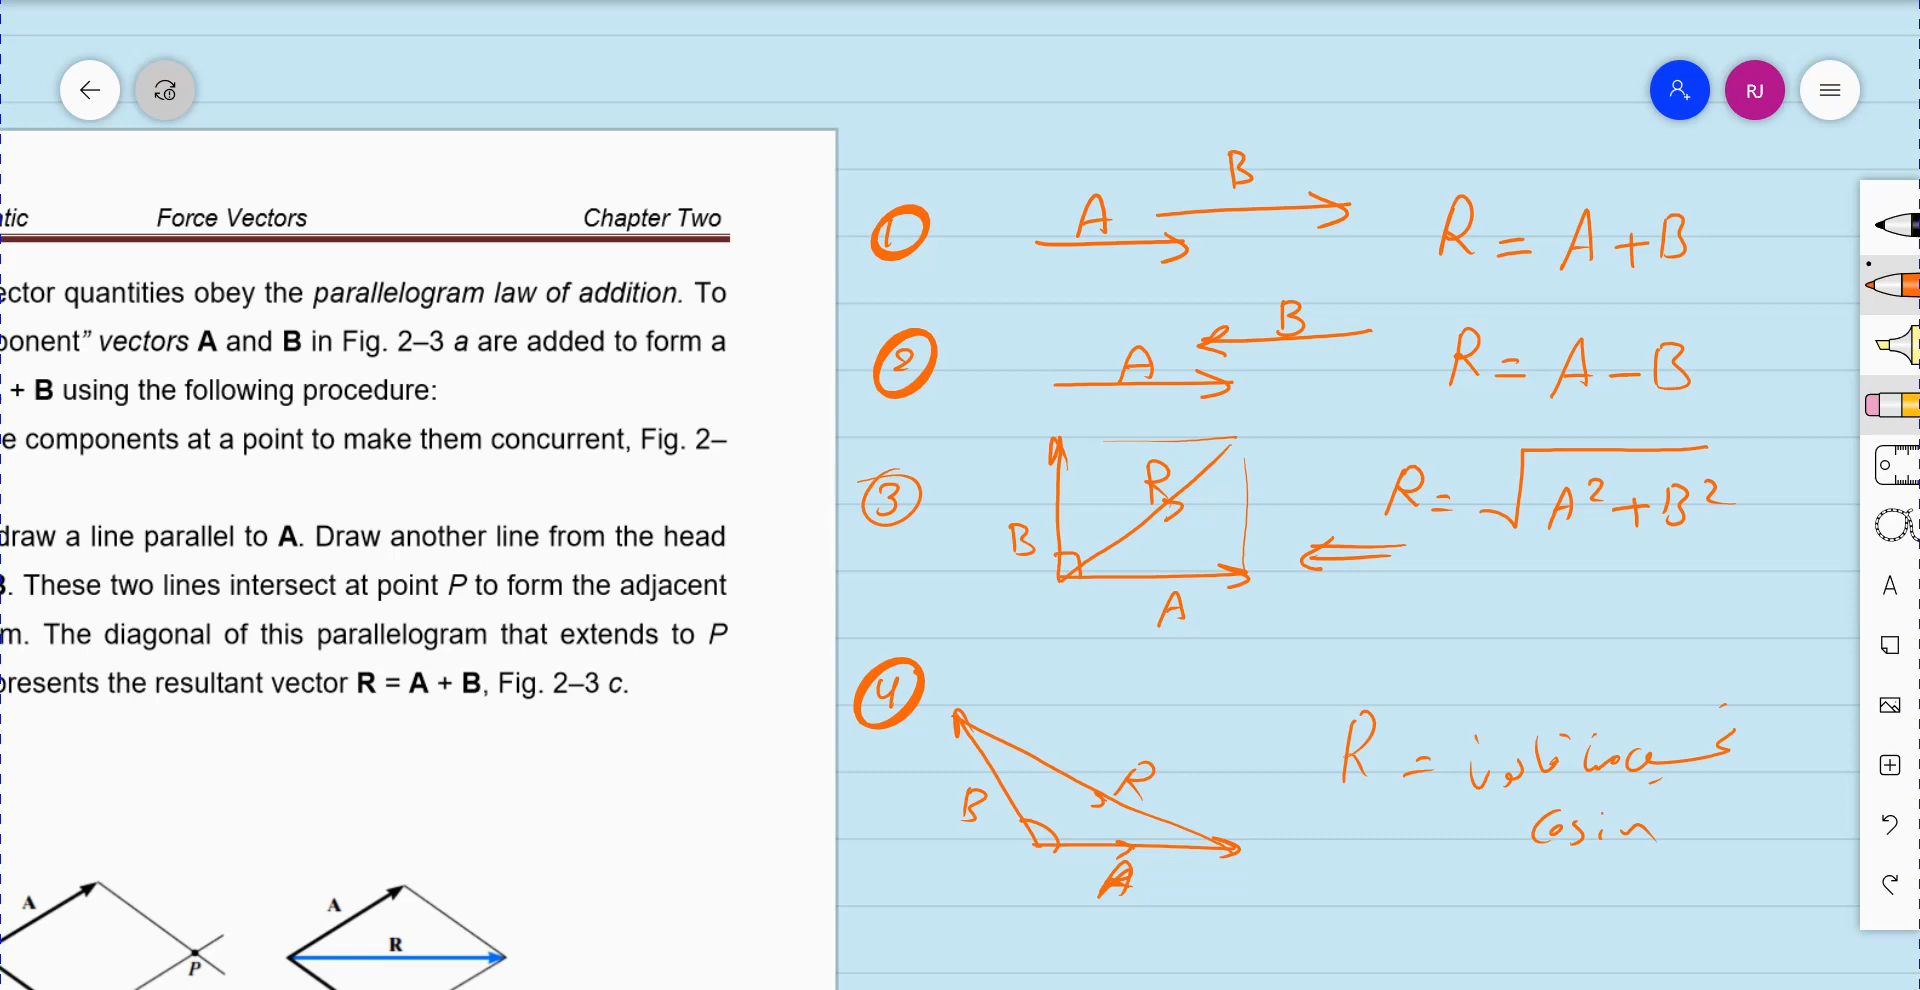 RJ
tic Force Vectors Chapter Two
ector quantities obey the parallelogram law of addition. To
ponent” vectors A and B in Fig. 2–3 a are added to form a
+ B using the following procedure:
e components at a point to make them concurrent, Fig. 2–
draw a line parallel to A. Draw another line from the head
B. These two lines intersect at point P to form the adjacent
m. The diagonal of this parallelogram that extends to P
presents the resultant vector R = A + B, Fig. 2–3 c.
A
P
A
R
1 A B R = A + B
2 A B R = A - B
3 B R A R = √A² + B²
4 B R A R =
Cosin
A